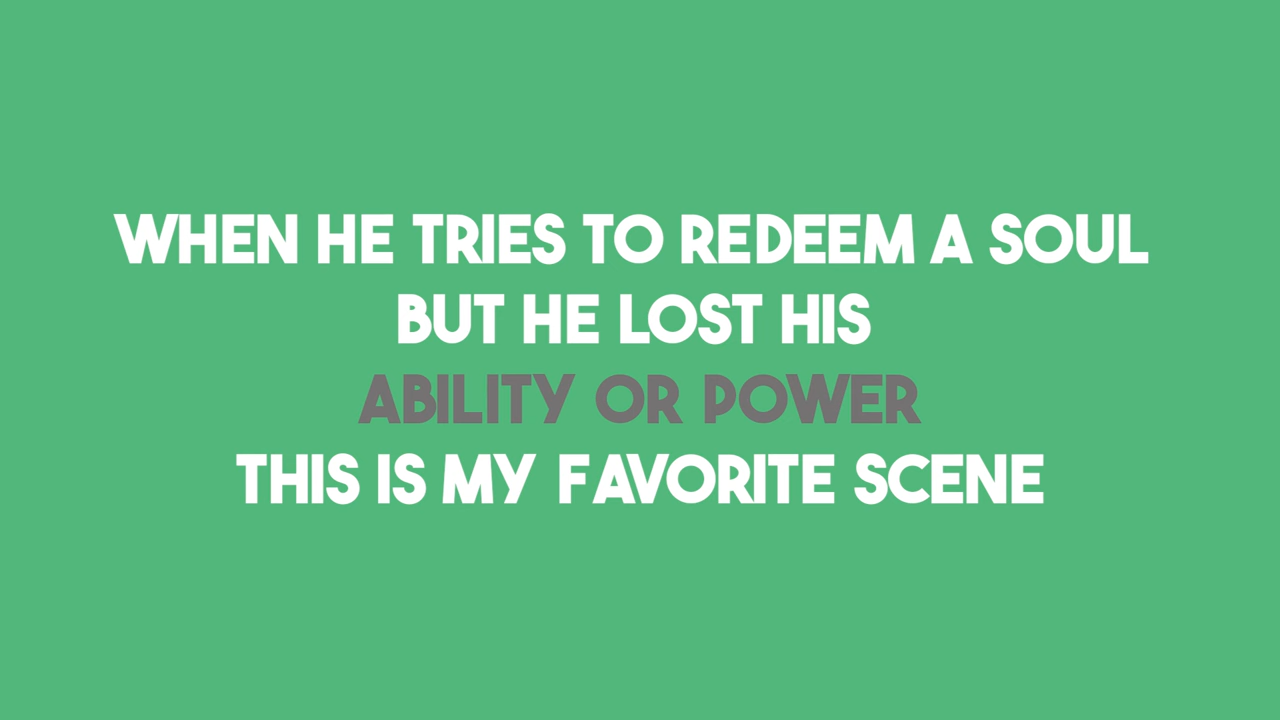 WHEN HE TRIES TO REDEEM A SOUL
BUT HE LOST HIS
ABILITY OR POWER
THIS IS MY FAVORITE SCENE